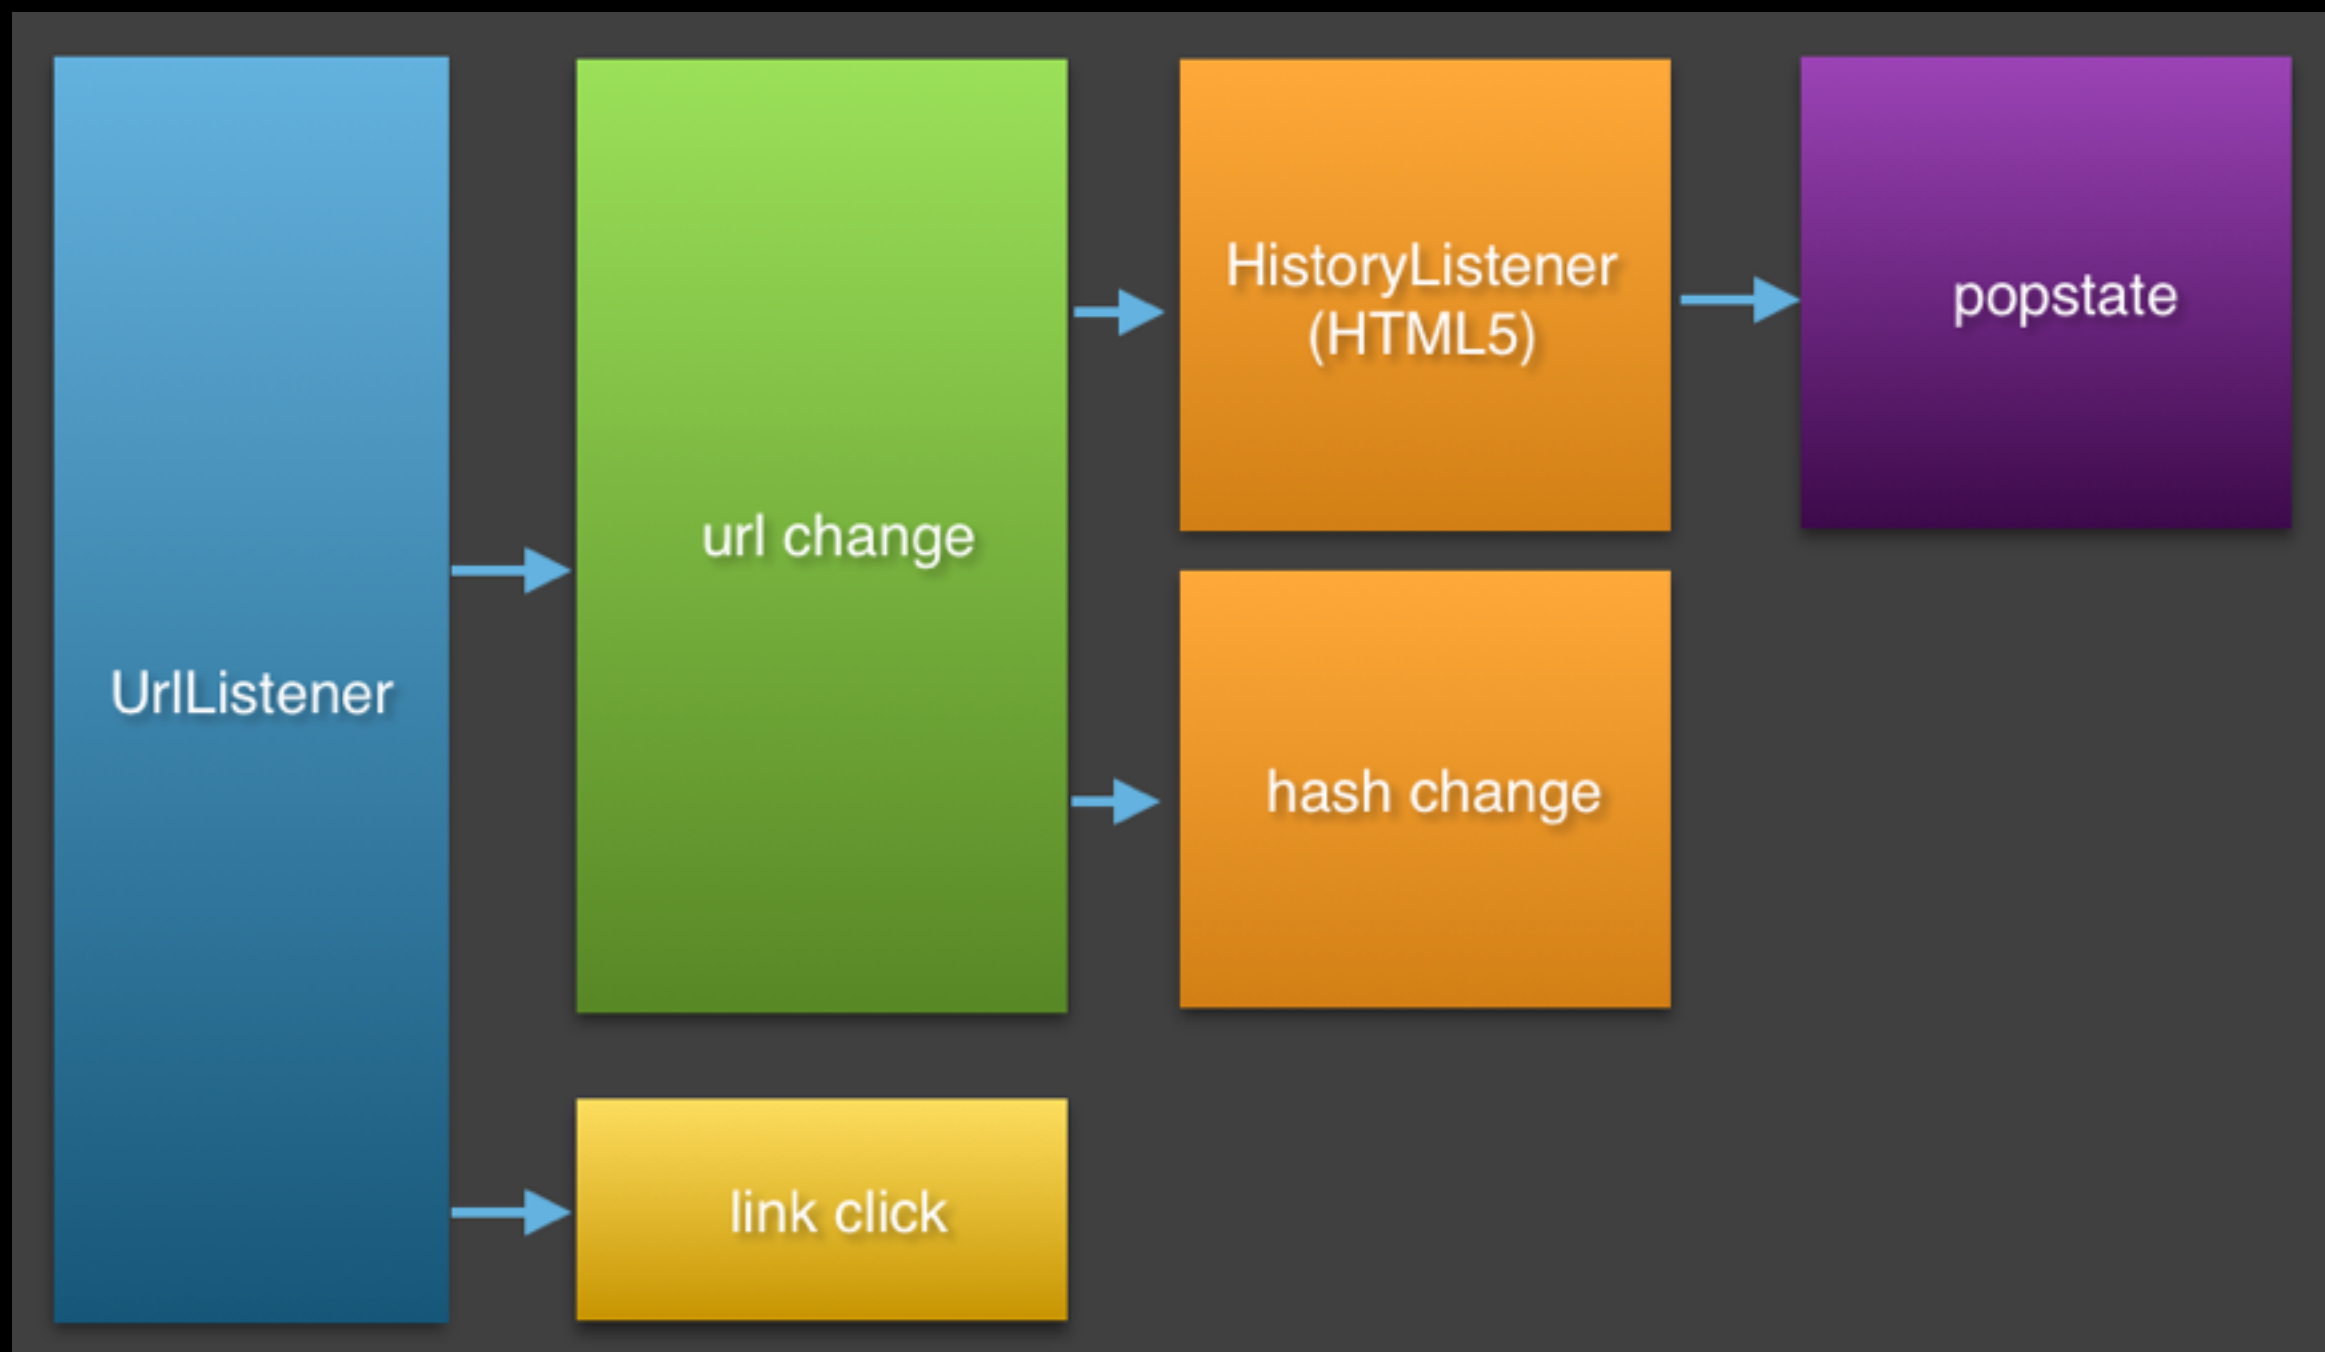 UrlListener
url change
HistoryListener
(HTML5)
popstate
hash change
link click